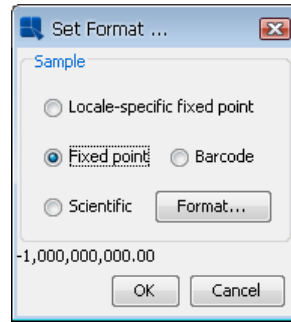 Set Format ...
Sample
Locale-specific fixed point
Fixed point Barcode
Scientific Format...
-1,000,000,000.00
OK Cancel